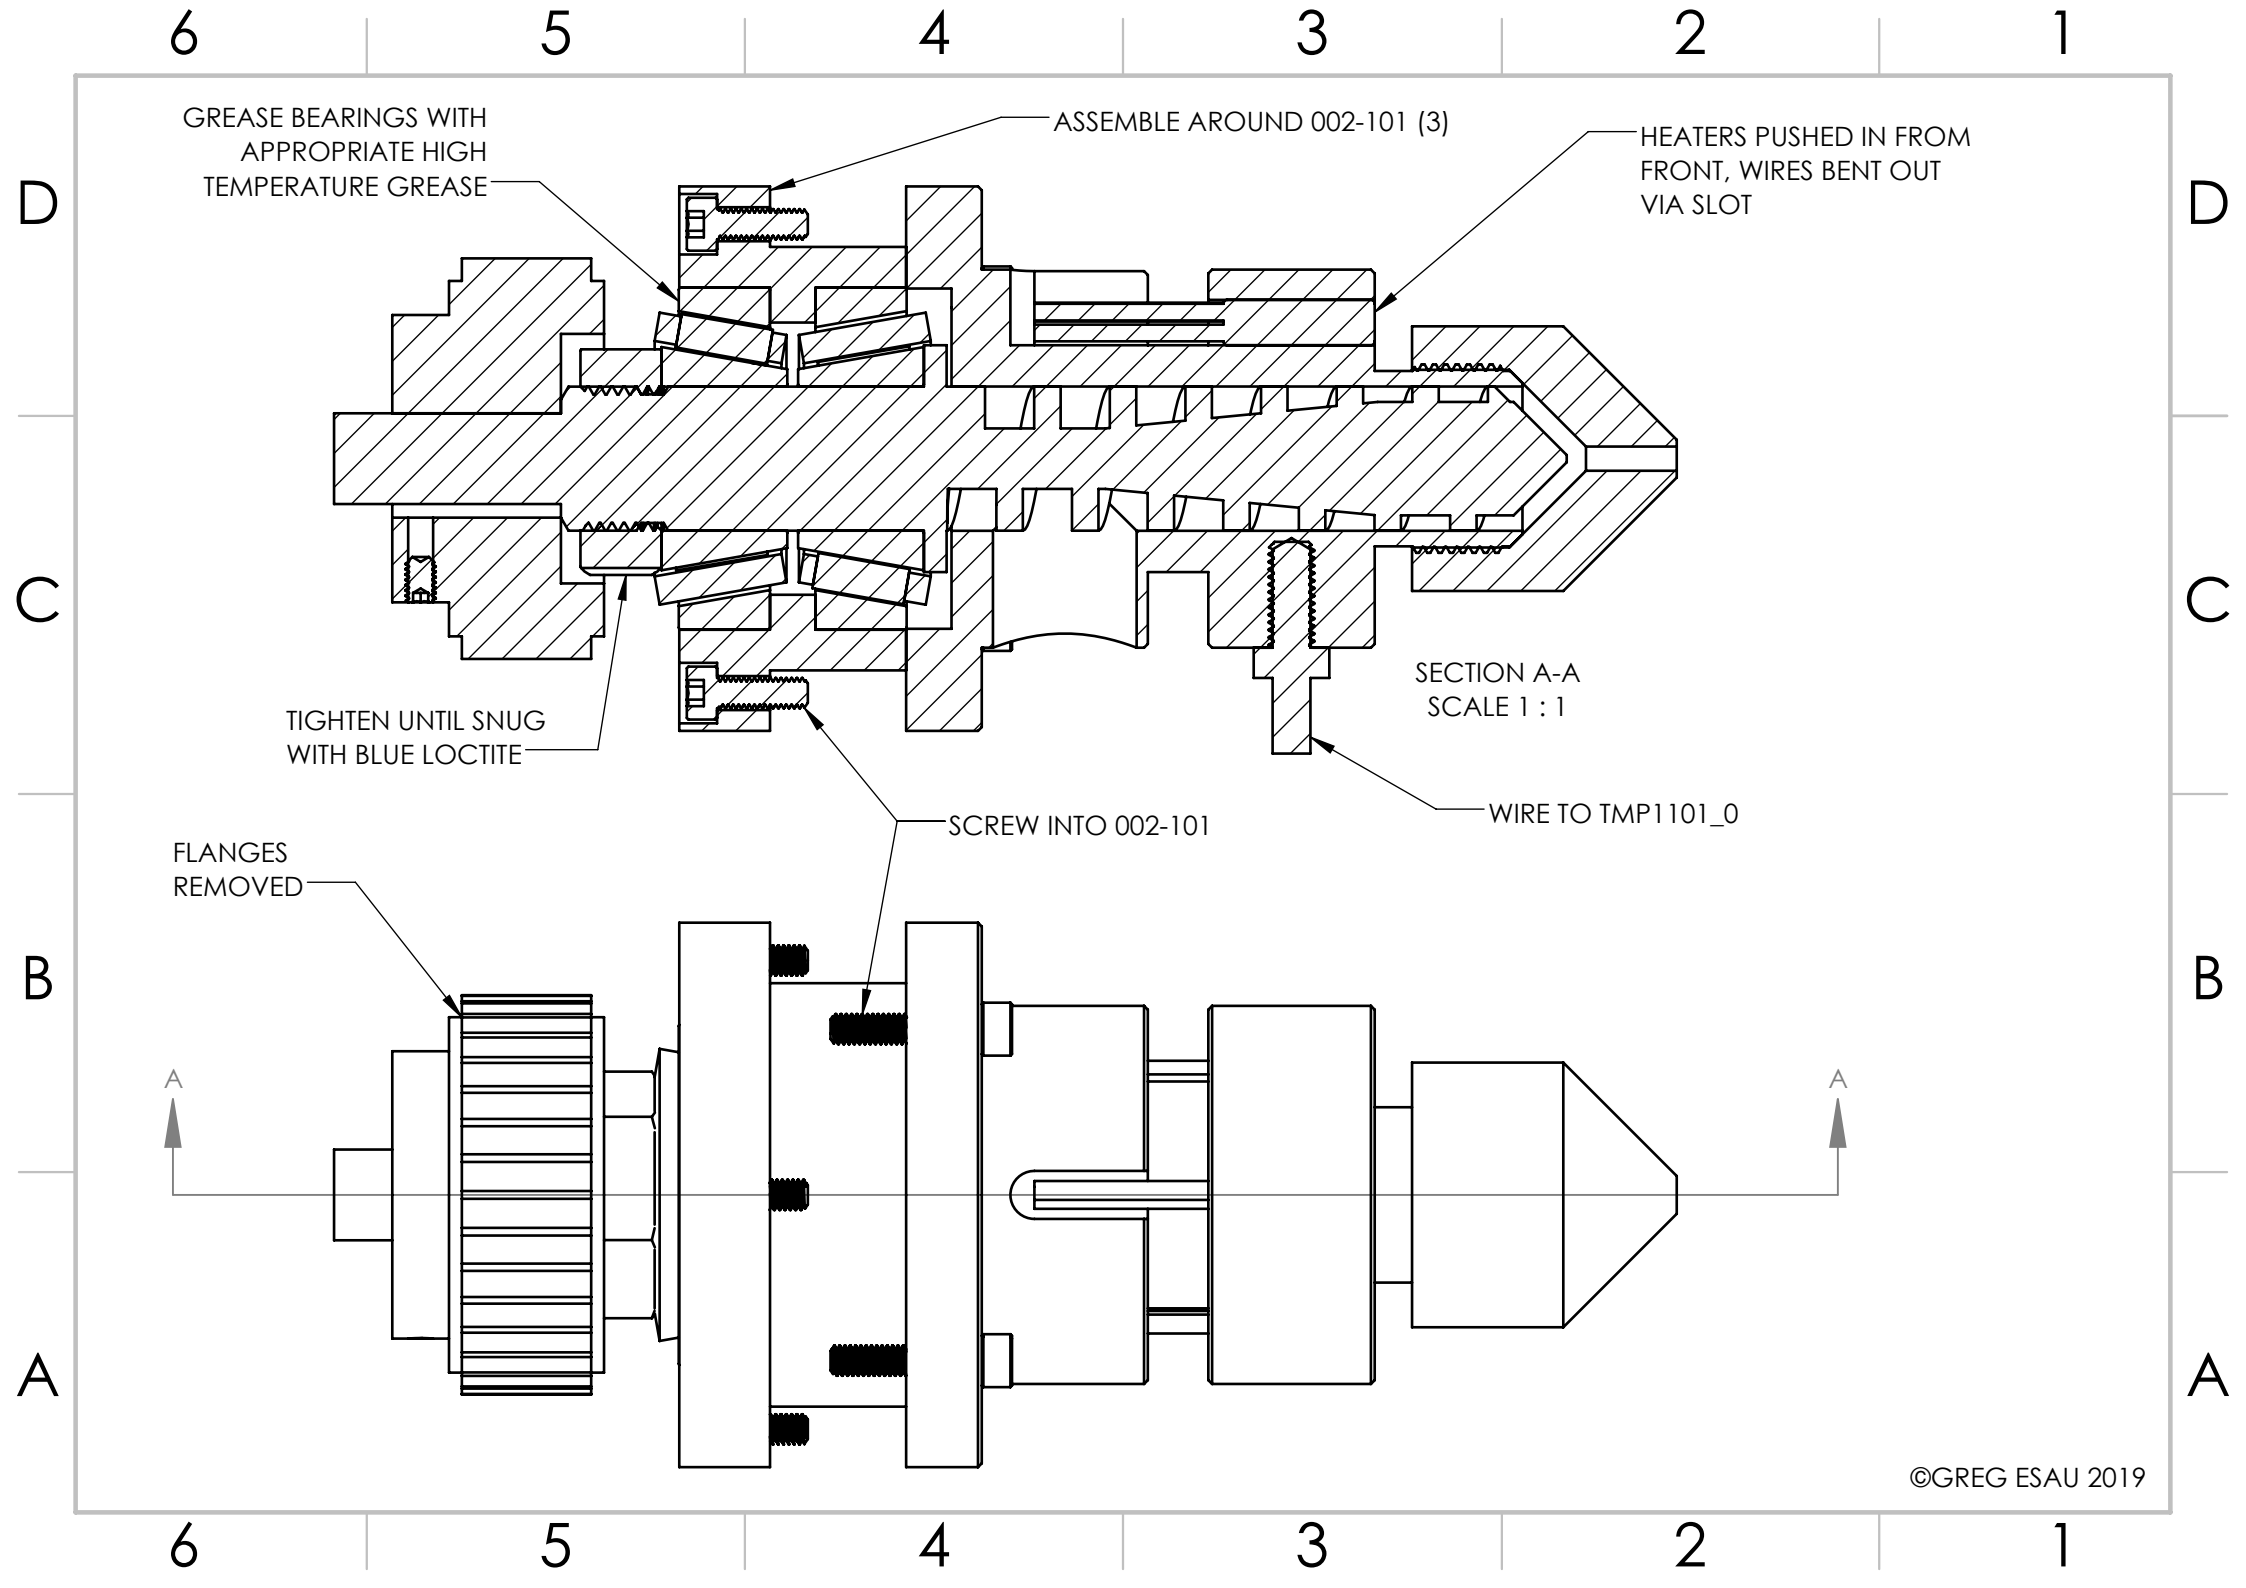 6 5 4 3 2 1
GREASE BEARINGS WITH
APPROPRIATE HIGH
TEMPERATURE GREASE
ASSEMBLE AROUND 002-101 (3)
HEATERS PUSHED IN FROM
FRONT, WIRES BENT OUT
VIA SLOT
D D
C C
SECTION A-A
SCALE 1 : 1
TIGHTEN UNTIL SNUG
WITH BLUE LOCTITE
SCREW INTO 002-101
WIRE TO TMP1101_0
FLANGES
REMOVED
B B
A A
A A
©GREG ESAU 2019
6 5 4 3 2 1